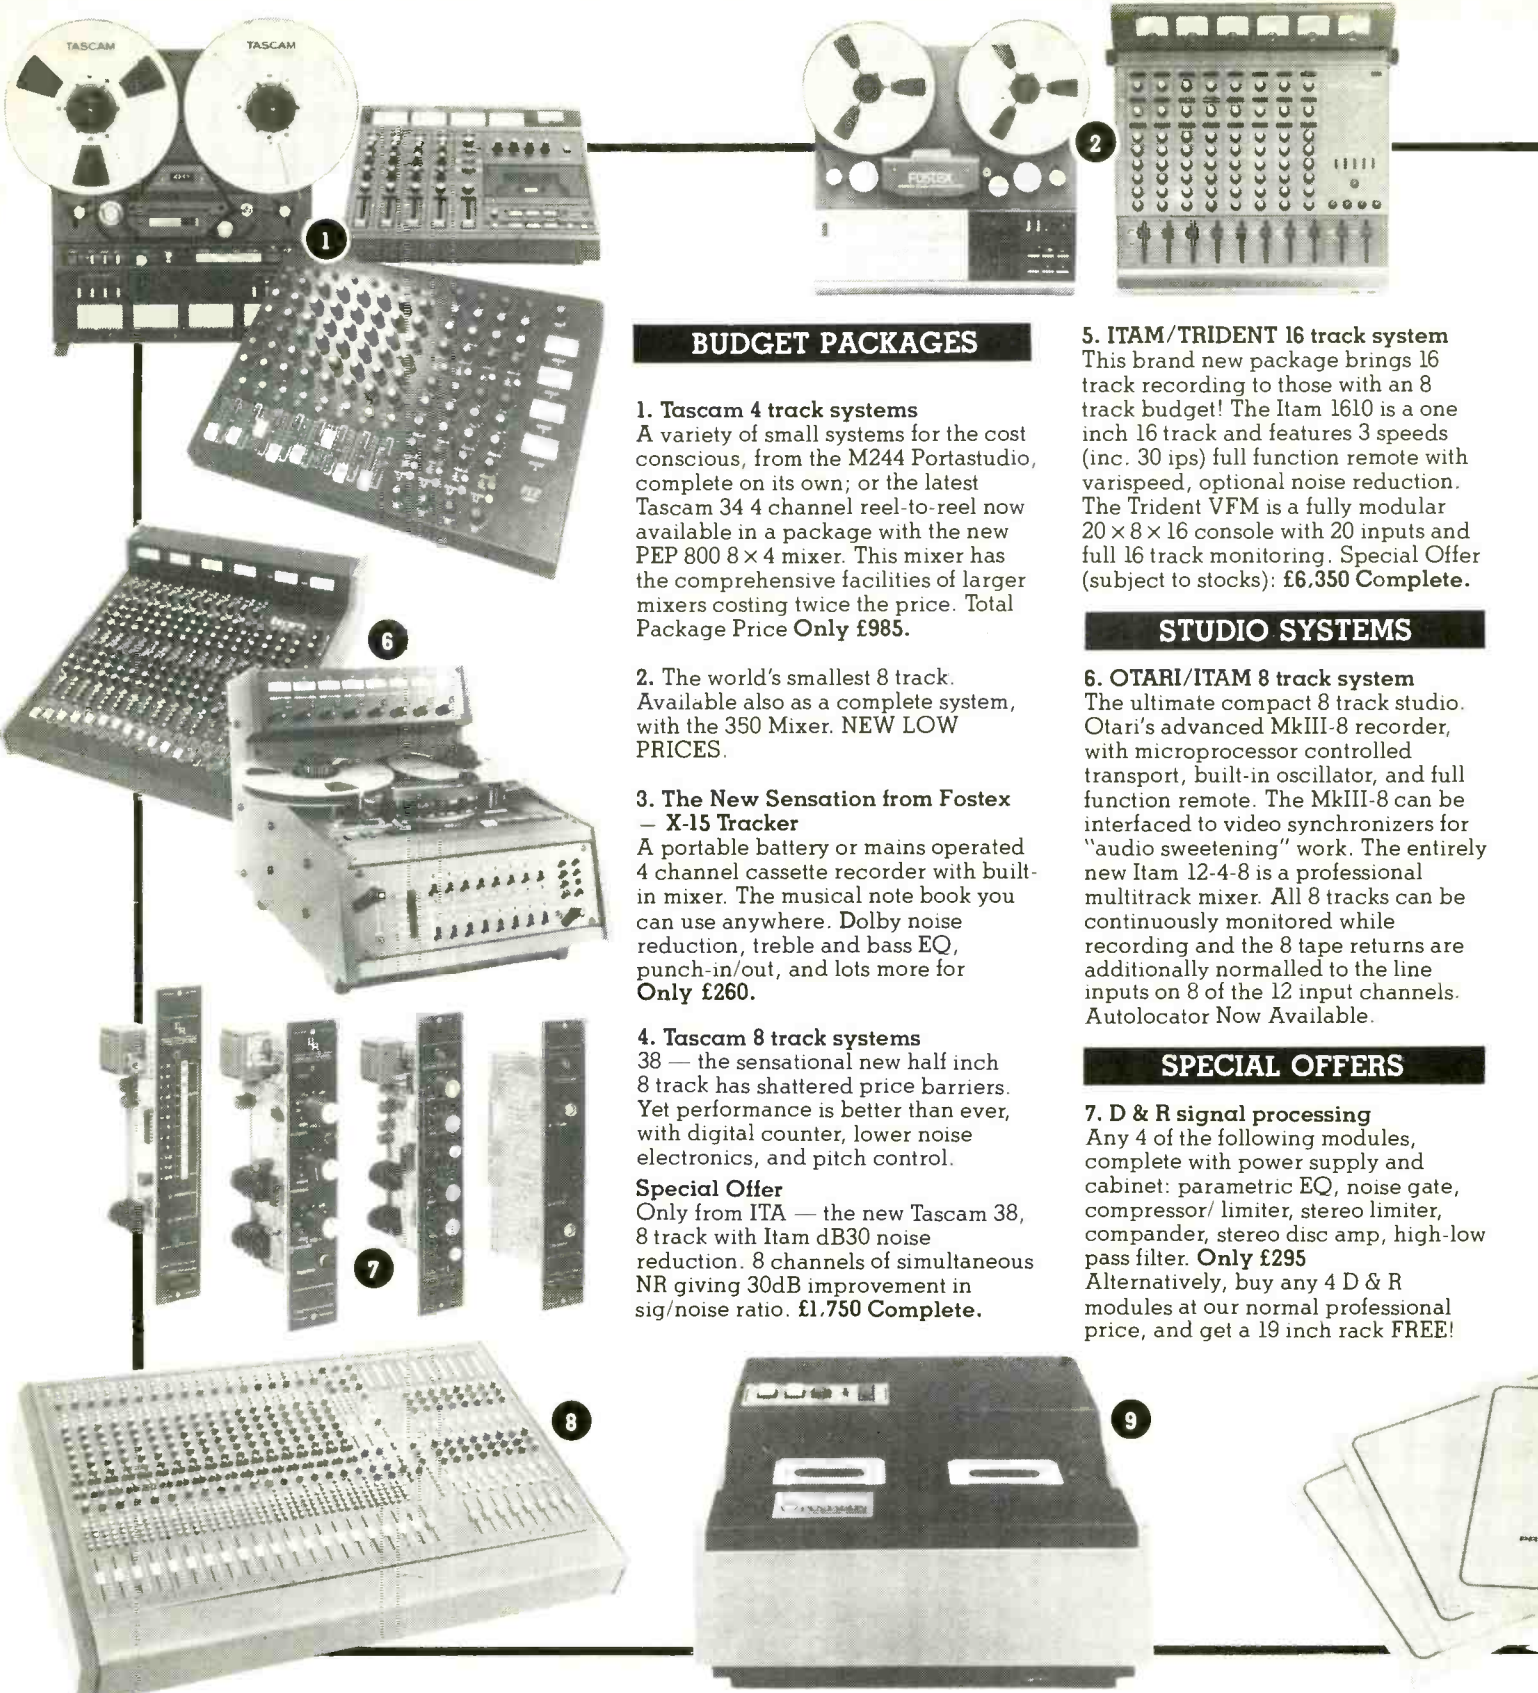 TASCAM
TASCAM
1
FOSTEX
2
BUDGET PACKAGES
1. Tascam 4 track systems
A variety of small systems for the cost
conscious, from the M244 Portastudio,
complete on its own; or the latest
Tascam 34 4 channel reel-to-reel now
available in a package with the new
PEP 800 8 × 4 mixer. This mixer has
the comprehensive facilities of larger
mixers costing twice the price. Total
Package Price Only £985.
2. The world's smallest 8 track.
Available also as a complete system,
with the 350 Mixer. NEW LOW
PRICES.
3. The New Sensation from Fostex
— X-15 Tracker
A portable battery or mains operated
4 channel cassette recorder with built-
in mixer. The musical note book you
can use anywhere. Dolby noise
reduction, treble and bass EQ,
punch-in/out, and lots more for
Only £260.
4. Tascam 8 track systems
38 — the sensational new half inch
8 track has shattered price barriers.
Yet performance is better than ever,
with digital counter, lower noise
electronics, and pitch control.
Special Offer
Only from ITA — the new Tascam 38,
8 track with Itam dB30 noise
reduction. 8 channels of simultaneous
NR giving 30dB improvement in
sig/noise ratio. £1,750 Complete.
5. ITAM/TRIDENT 16 track system
This brand new package brings 16
track recording to those with an 8
track budget! The Itam 1610 is a one
inch 16 track and features 3 speeds
(inc. 30 ips) full function remote with
varispeed, optional noise reduction.
The Trident VFM is a fully modular
20 × 8 × 16 console with 20 inputs and
full 16 track monitoring. Special Offer
(subject to stocks): £6,350 Complete.
STUDIO SYSTEMS
6. OTARI/ITAM 8 track system
The ultimate compact 8 track studio.
Otari's advanced MkIII-8 recorder,
with microprocessor controlled
transport, built-in oscillator, and full
function remote. The MkIII-8 can be
interfaced to video synchronizers for
"audio sweetening" work. The entirely
new Itam 12-4-8 is a professional
multitrack mixer. All 8 tracks can be
continuously monitored while
recording and the 8 tape returns are
additionally normalled to the line
inputs on 8 of the 12 input channels.
Autolocator Now Available.
SPECIAL OFFERS
7. D & R signal processing
Any 4 of the following modules,
complete with power supply and
cabinet: parametric EQ, noise gate,
compressor/ limiter, stereo limiter,
compander, stereo disc amp, high-low
pass filter. Only £295
Alternatively, buy any 4 D & R
modules at our normal professional
price, and get a 19 inch rack FREE!
6
7
8
9